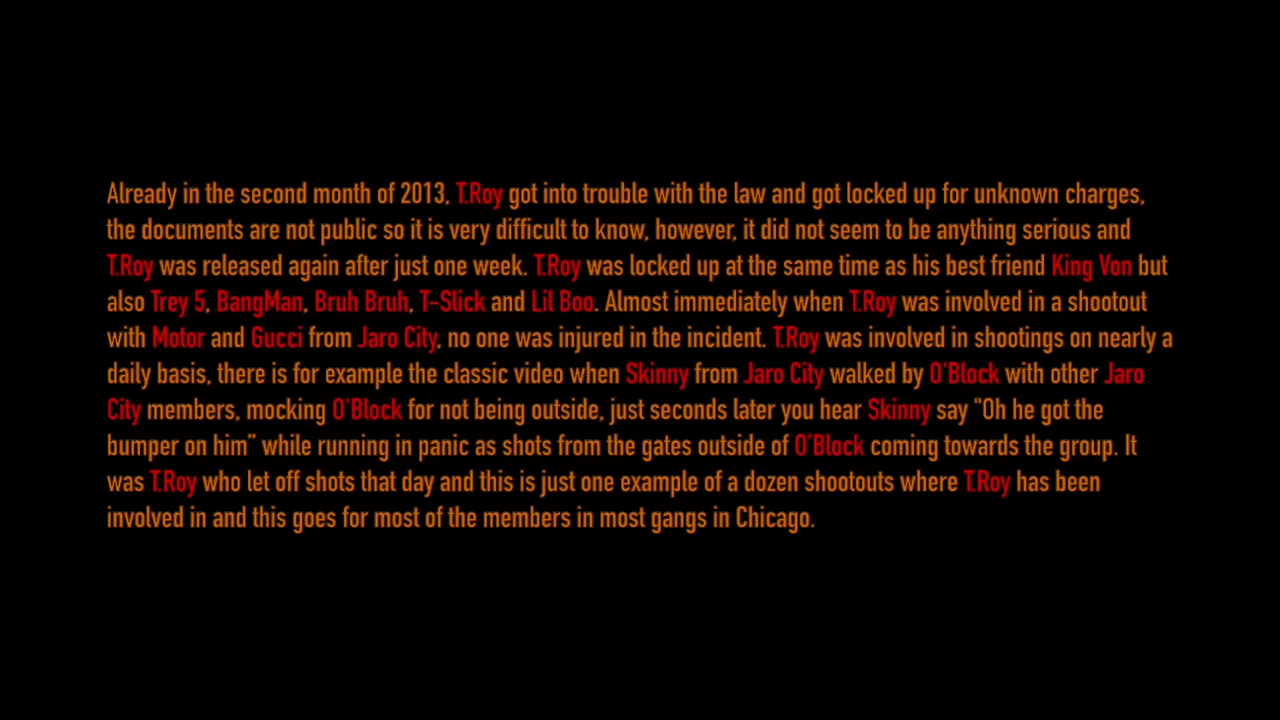 Already in the second month of 2013, T.Roy got into trouble with the law and got locked up for unknown charges,
the documents are not public so it is very difficult to know, however, it did not seem to be anything serious and
T.Roy was released again after just one week. T.Roy was locked up at the same time as his best friend King Von but
also Trey 5, BangMan, Bruh Bruh, T-Slick and Lil Boo. Almost immediately when T.Roy was involved in a shootout
with Motor and Gucci from Jaro City, no one was injured in the incident. T.Roy was involved in shootings on nearly a
daily basis, there is for example the classic video when Skinny from Jaro City walked by O'Block with other Jaro
City members, mocking O'Block for not being outside, just seconds later you hear Skinny say "Oh he got the
bumper on him" while running in panic as shots from the gates outside of O'Block coming towards the group. It
was T.Roy who let off shots that day and this is just one example of a dozen shootouts where T.Roy has been
involved in and this goes for most of the members in most gangs in Chicago.